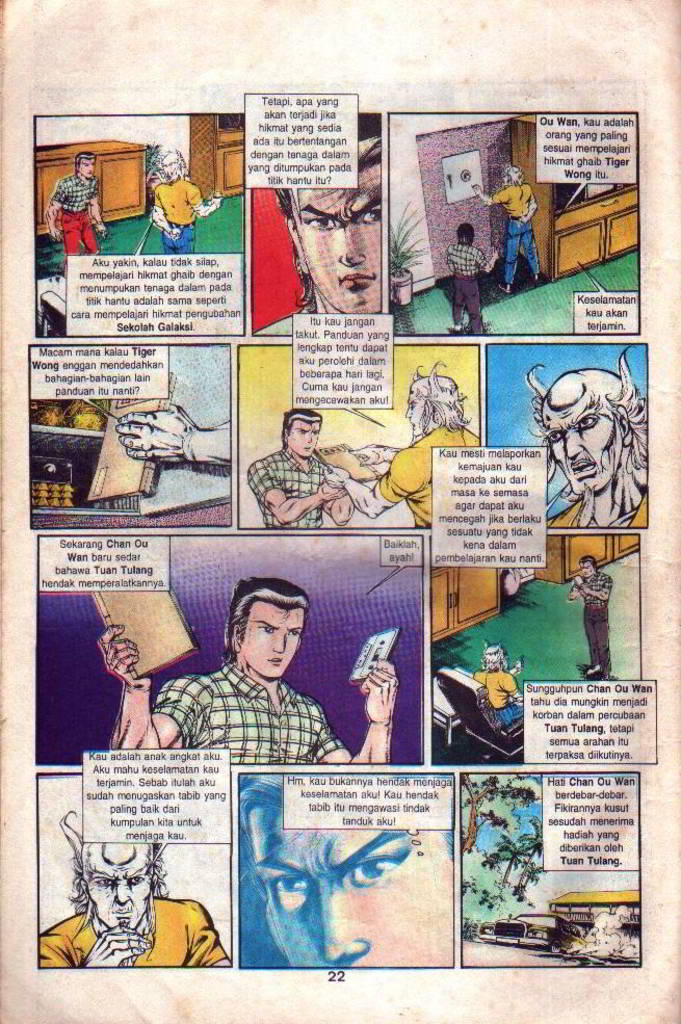 Aku yakin, kalau tidak silap,
mempelajari hikmat ghaib dengan
menumpukan tenaga dalam pada
titik hantu adalah sama seperti
cara mempelajari hikmat pengubahan
Sekolah Galaksi.
Tetapi, apa yang
akan terjadi jika
hikmat yang sedia
ada itu bertentangan
dengan tenaga dalam
yang ditumpukan pada
titik hantu itu?
Ou Wan, kau adalah
orang yang paling
sesuai mempelajari
hikmat ghaib Tiger
Wong itu.
Keselamatan
kau akan
terjamin.
Macam mana kalau Tiger
Wong enggan mendedahkan
bahagian-bahagian lain
panduan itu nanti?
Itu kau jangan
takut. Panduan yang
lengkap tentu dapat
aku perolehi dalam
beberapa hari lagi.
Cuma kau jangan
mengecewakan aku!
Kau mesti melaporkan
kemajuan kau
kepada aku dari
masa ke semasa
agar dapat aku
mencegah jika berlaku
sesuatu yang tidak
kena dalam
pembelajaran kau nanti.
Sekarang Chan Ou
Wan baru sedar
bahawa Tuan Tulang
hendak memperalatkannya.
Baiklah,
ayah!
Sungguhpun Chan Ou Wan
tahu dia mungkin menjadi
korban dalam percubaan
Tuan Tulang, tetapi
semua arahan itu
terpaksa diikutinya.
Kau adalah anak angkat aku.
Aku mahu keselamatan kau
terjamin. Sebab itulah aku
sudah menugaskan tabib yang
paling baik dari
kumpulan kita untuk
menjaga kau.
Hm, kau bukannya hendak menjaga
keselamatan aku! Kau hendak
tabib itu mengawasi tindak
tanduk aku!
Hati Chan Ou Wan
berdebar-debar.
Fikirannya kusut
sesudah menerima
hadiah yang
diberikan oleh
Tuan Tulang.
22